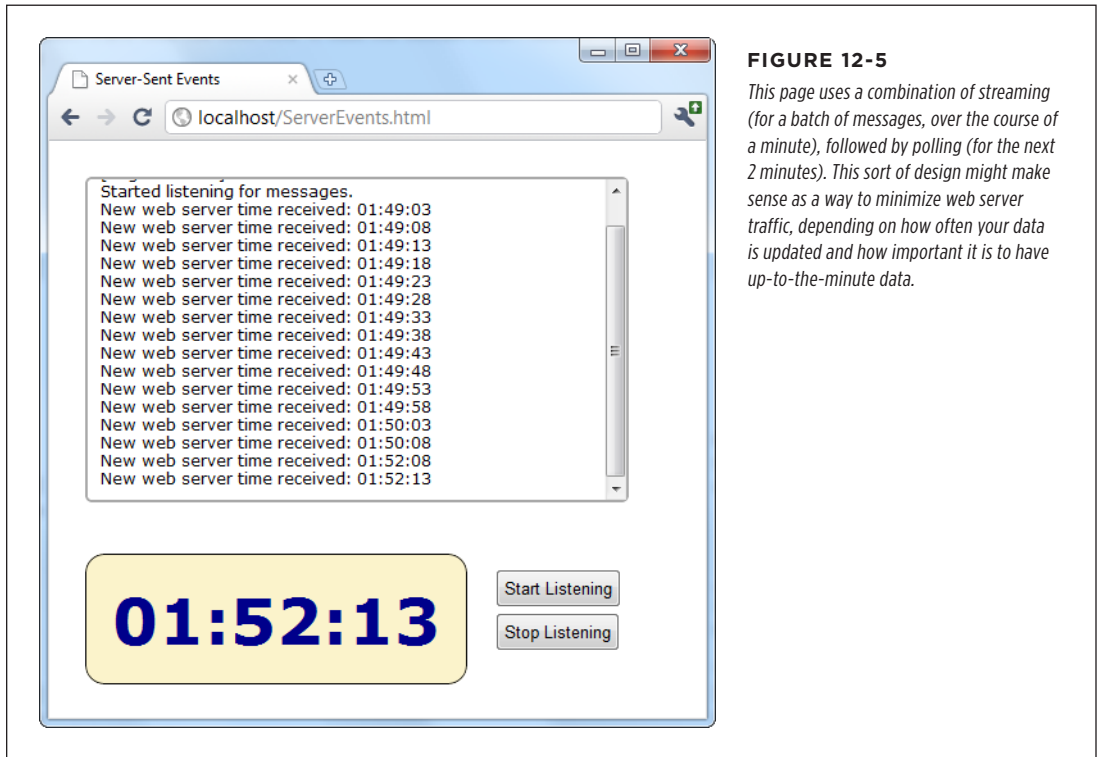 Server-Sent Events
localhost/ServerEvents.html
Started listening for messages.
New web server time received: 01:49:03
New web server time received: 01:49:08
New web server time received: 01:49:13
New web server time received: 01:49:18
New web server time received: 01:49:23
New web server time received: 01:49:28
New web server time received: 01:49:33
New web server time received: 01:49:38
New web server time received: 01:49:43
New web server time received: 01:49:48
New web server time received: 01:49:53
New web server time received: 01:49:58
New web server time received: 01:50:03
New web server time received: 01:50:08
New web server time received: 01:52:08
New web server time received: 01:52:13
01:52:13
Start Listening
Stop Listening
FIGURE 12-5
This page uses a combination of streaming
(for a batch of messages, over the course of
a minute), followed by polling (for the next
2 minutes). This sort of design might make
sense as a way to minimize web server
traffic, depending on how often your data
is updated and how important it is to have
up-to-the-minute data.